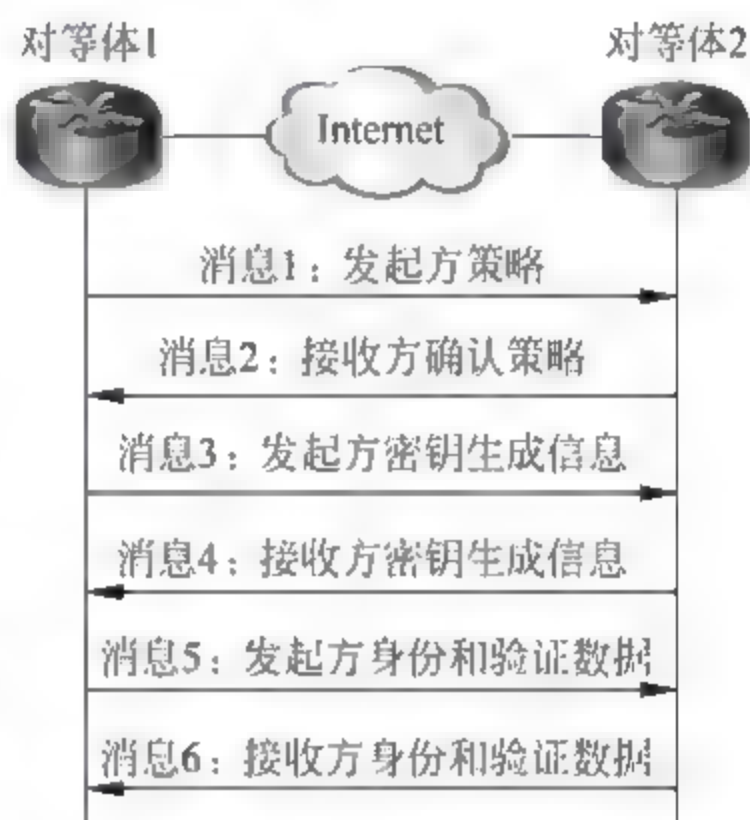 对等体1
对等体2
Internet
消息1：发起方策略
消息2：接收方确认策略
消息3：发起方密钥生成信息
消息4：接收方密钥生成信息
消息5：发起方身份和验证数据
消息6：接收方身份和验证数据